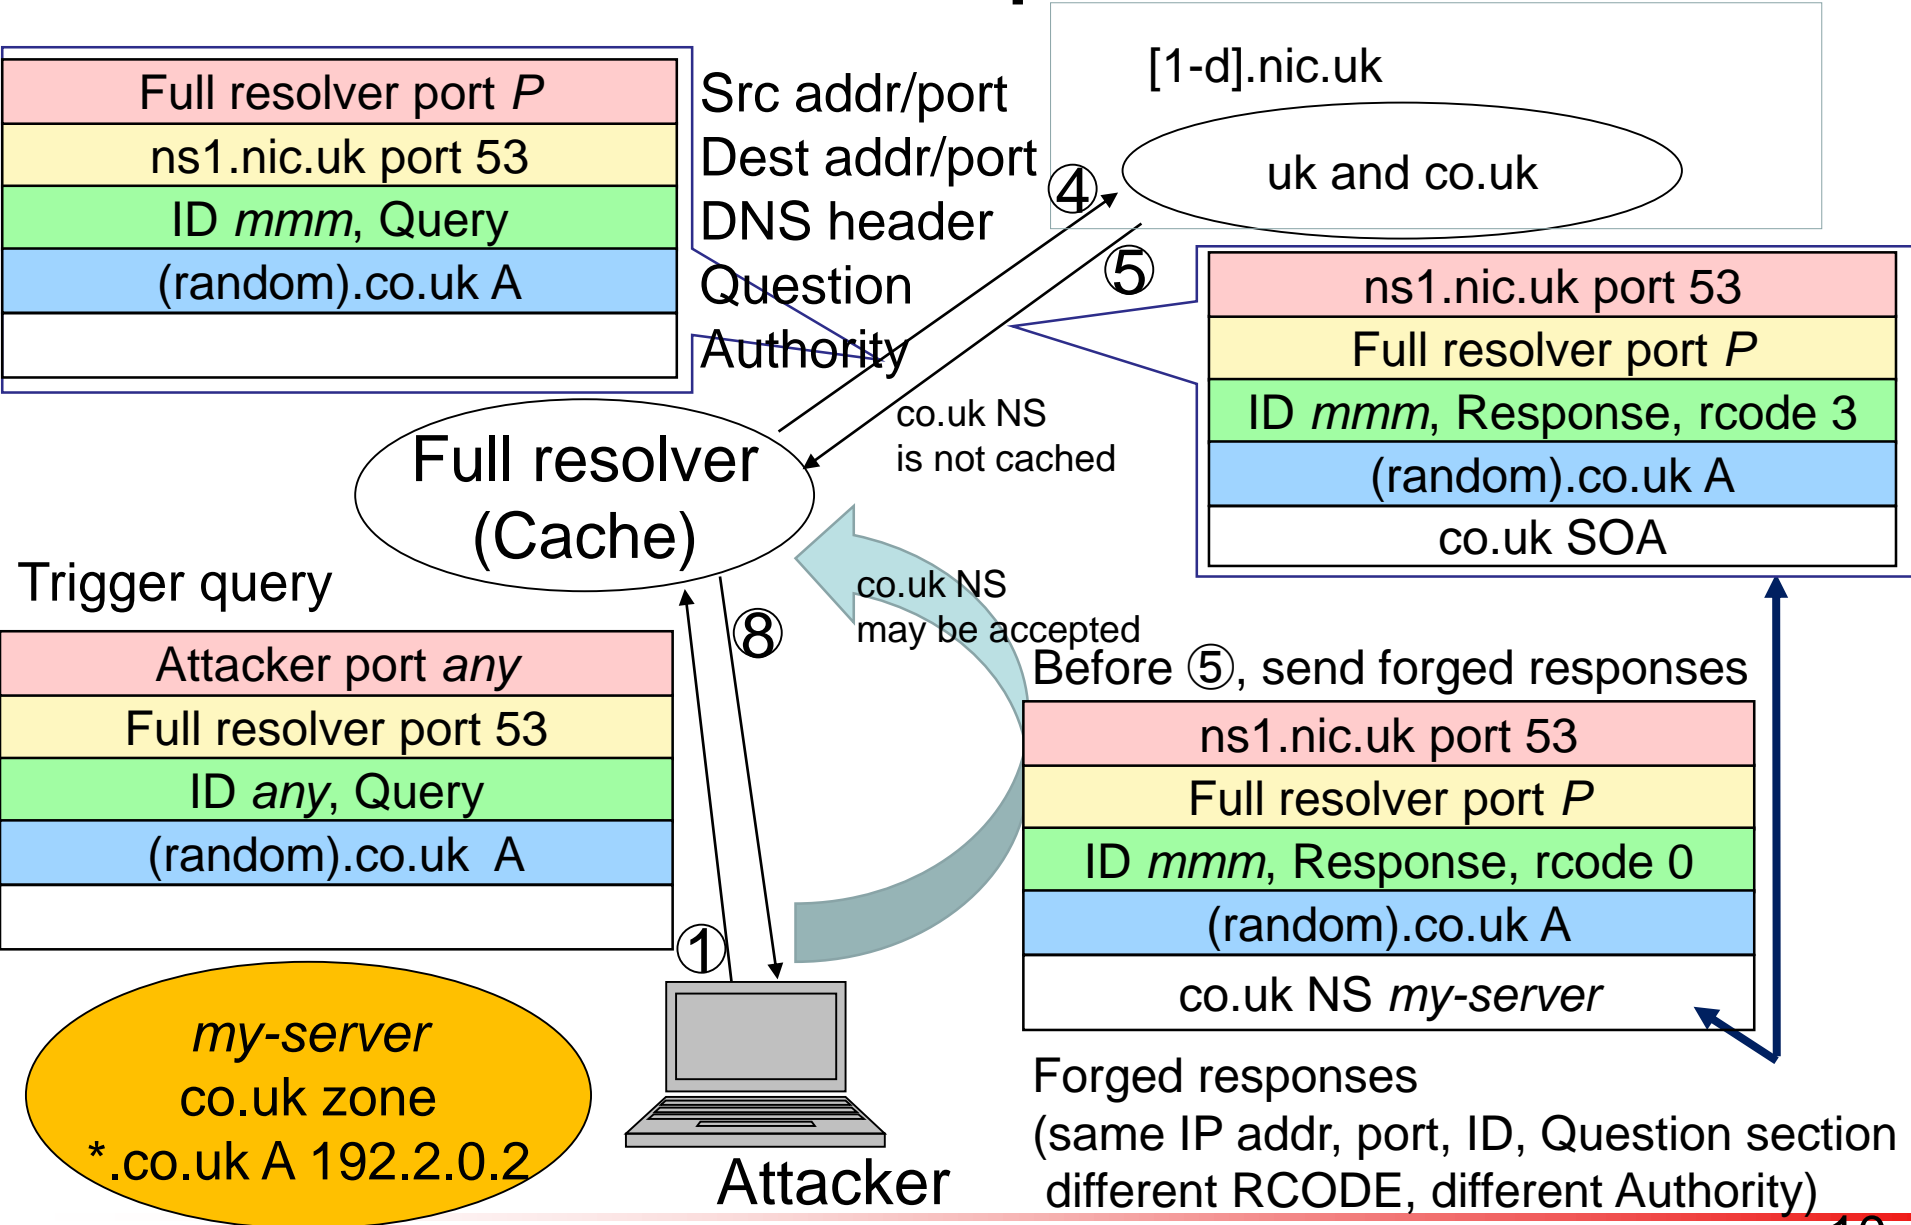 Full resolver port P
ns1.nic.uk port 53
ID mmm, Query
(random).co.uk A
Src addr/port
Dest addr/port
DNS header
Question
Authority
[1-d].nic.uk
uk and co.uk
④
⑤
ns1.nic.uk port 53
Full resolver port P
ID mmm, Response, rcode 3
(random).co.uk A
co.uk SOA
co.uk NS
is not cached
Full resolver
(Cache)
Trigger query
Attacker port any
Full resolver port 53
ID any, Query
(random).co.uk A
⑧
①
co.uk NS
may be accepted
Before ⑤, send forged responses
ns1.nic.uk port 53
Full resolver port P
ID mmm, Response, rcode 0
(random).co.uk A
co.uk NS my-server
my-server
co.uk zone
*.co.uk A 192.2.0.2
Attacker
Forged responses
(same IP addr, port, ID, Question section
different RCODE, different Authority)